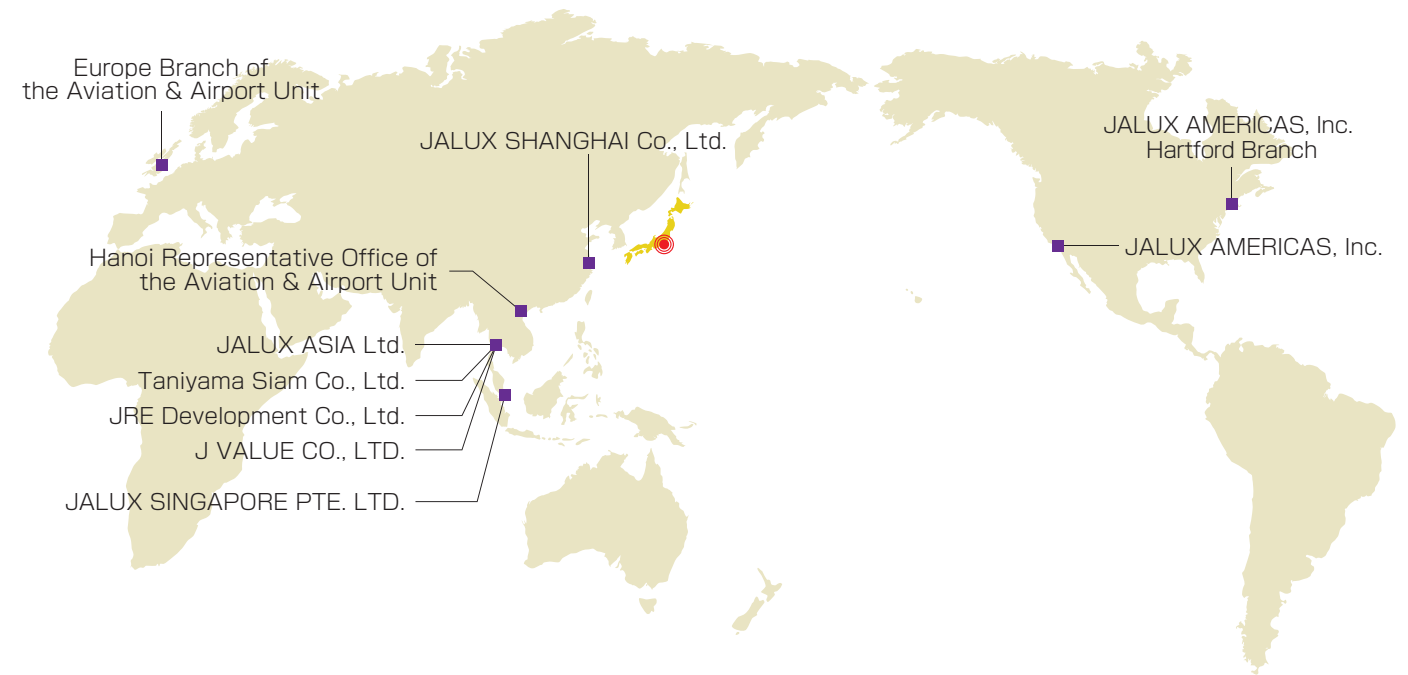 Europe Branch of
the Aviation & Airport Unit
JALUX SHANGHAI Co., Ltd.
JALUX AMERICAS, Inc.
Hartford Branch
JALUX AMERICAS, Inc.
Hanoi Representative Office of
the Aviation & Airport Unit
JALUX ASIA Ltd.
Taniyama Siam Co., Ltd.
JRE Development Co., Ltd.
J VALUE CO., LTD.
JALUX SINGAPORE PTE. LTD.